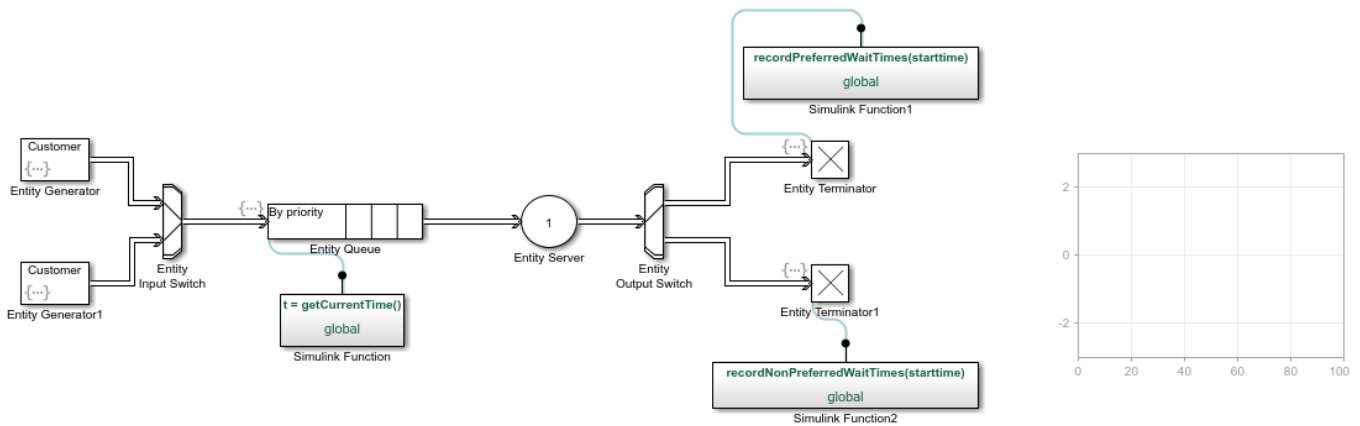 recordPreferredWaitTimes(starttime)
global
Simulink Function1
Customer
{...}
Entity Generator
Customer
{...}
Entity Generator1
Entity
Input Switch
{...}
By priority
Entity Queue
t = getCurrentTime()
global
Simulink Function
1
Entity Server
Entity
Output Switch
{...}
Entity Terminator
{...}
Entity Terminator1
recordNonPreferredWaitTimes(starttime)
global
Simulink Function2
2
0
-2
0 20 40 60 80 100